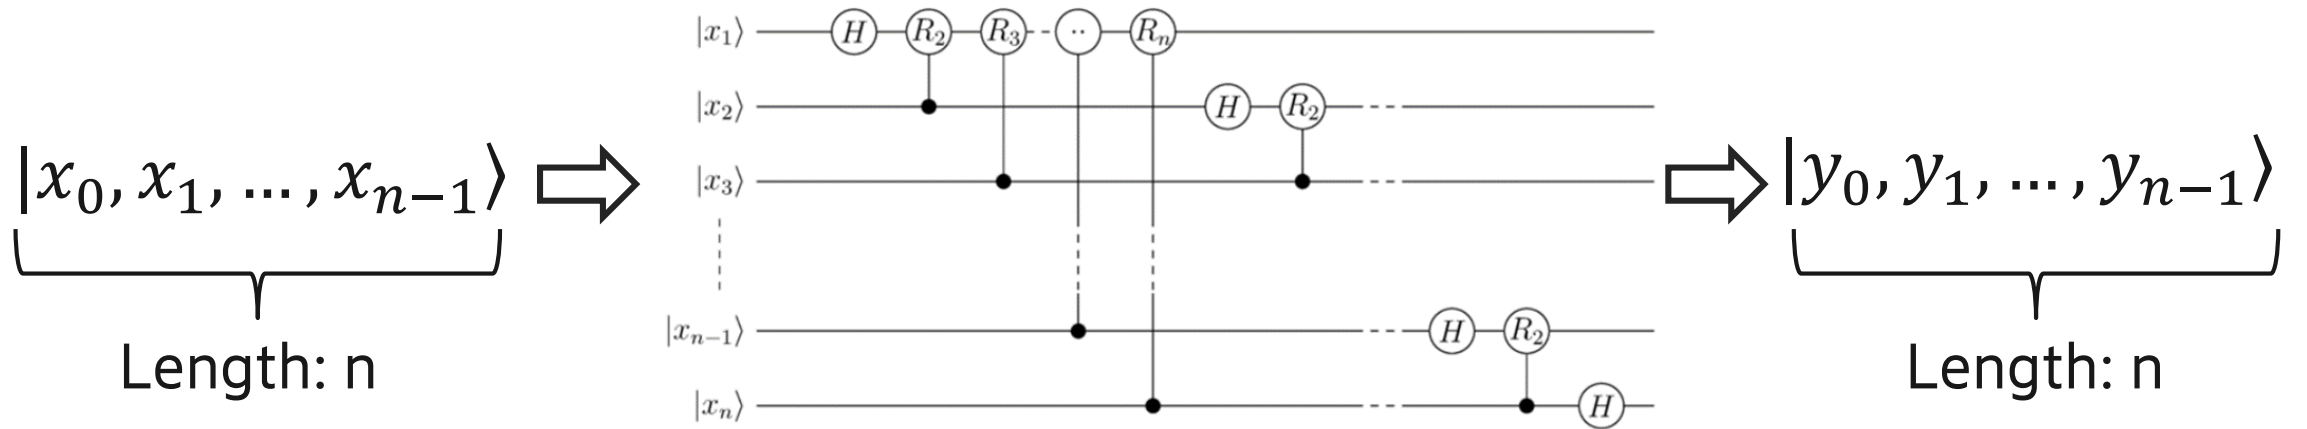 |x₀, x₁, ..., xₙ₋₁⟩
Length: n
|x₁⟩ H R₂ R₃ ·· Rₙ
|x₂⟩ H R₂
|x₃⟩
|xₙ₋₁⟩ H R₂
|xₙ⟩ H
|y₀, y₁, ..., yₙ₋₁⟩
Length: n